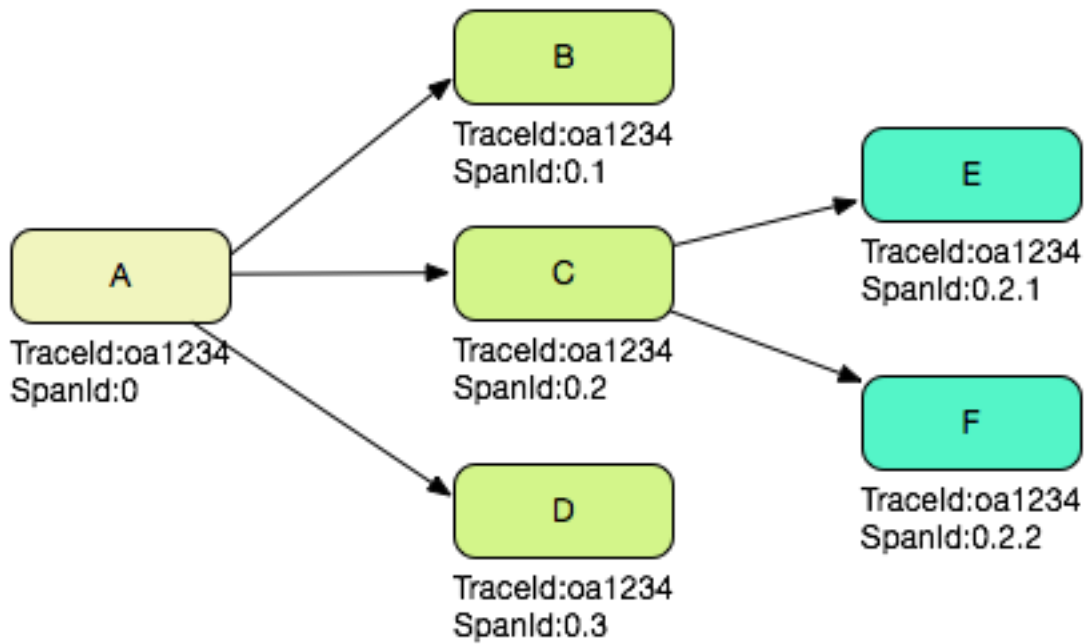 B
TraceId:oa1234
SpanId:0.1
E
TraceId:oa1234
SpanId:0.2.1
A
TraceId:oa1234
SpanId:0
C
TraceId:oa1234
SpanId:0.2
F
TraceId:oa1234
SpanId:0.2.2
D
TraceId:oa1234
SpanId:0.3